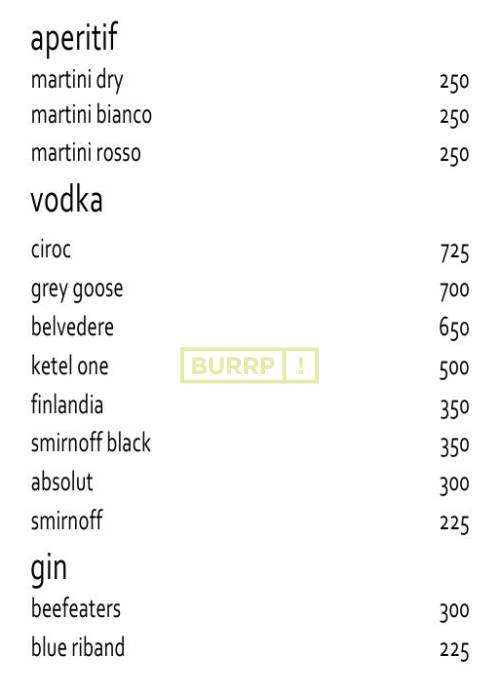 aperitif
martini dry 250
martini bianco 250
martini rosso 250
vodka
ciroc 725
grey goose 700
belvedere 650
ketel one 500
BURRP !
finlandia 350
smirnoff black 350
absolut 300
smirnoff 225
gin
beefeaters 300
blue riband 225